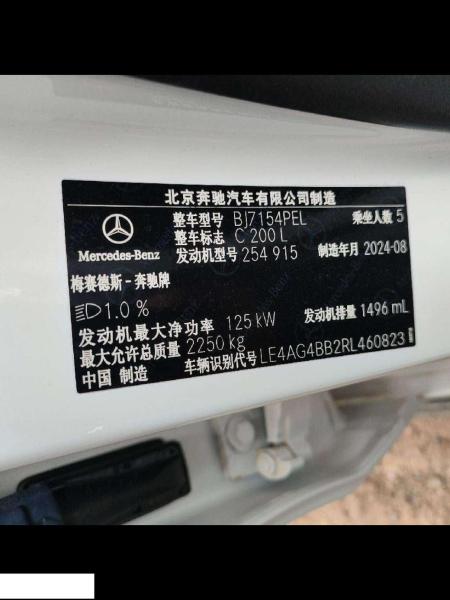 北京奔驰汽车有限公司制造
整车型号 BJ7154PEL 乘坐人数 5
整车标志 C 200 L
发动机型号 254 915 制造年月 2024-08
Mercedes-Benz
梅赛德斯-奔驰牌
1.0 % 发动机排量 1496 mL
发动机最大净功率 125 kW
最大允许总质量 2250 kg
中国 制造 车辆识别代号 LE4AG4BB2RL460823